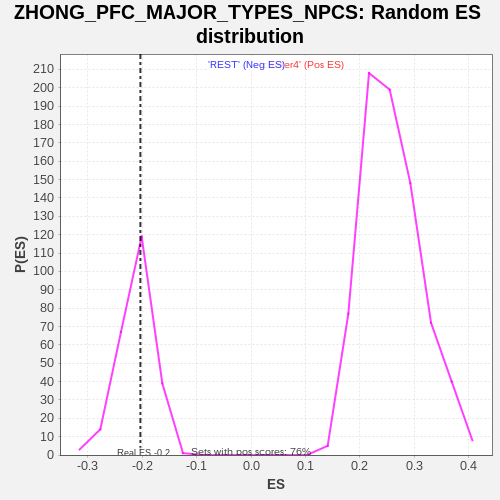 ZHONG_PFC_MAJOR_TYPES_NPCS: Random ES
distribution
'REST' (Neg ES) er4' (Pos ES)
210
200
190
180
170
160
150
140
130
120
110
100
90
80
70
60
50
40
30
20
10
0
P(ES)
Real ES -0.2
Sets with pos scores: 76%
-0.3 -0.2 -0.1 0.0 0.1 0.2 0.3 0.4
ES